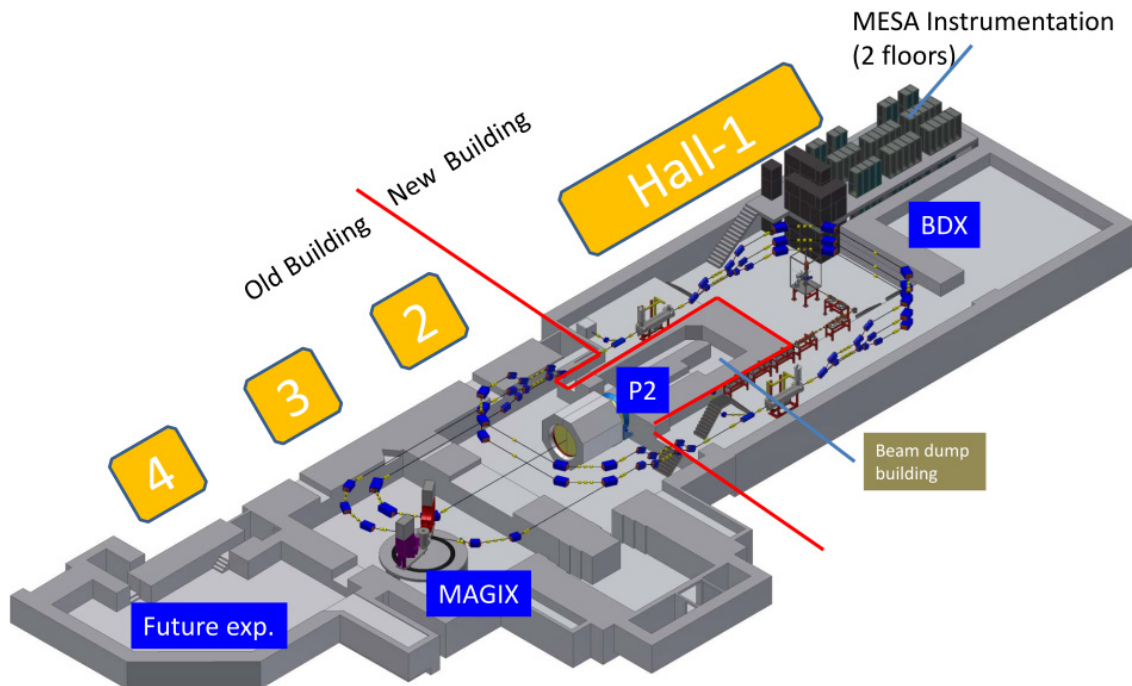 MESA Instrumentation
(2 floors)
Hall-1
New Building
Old Building
BDX
2
P2
3
Beam dump
building
4
MAGIX
Future exp.